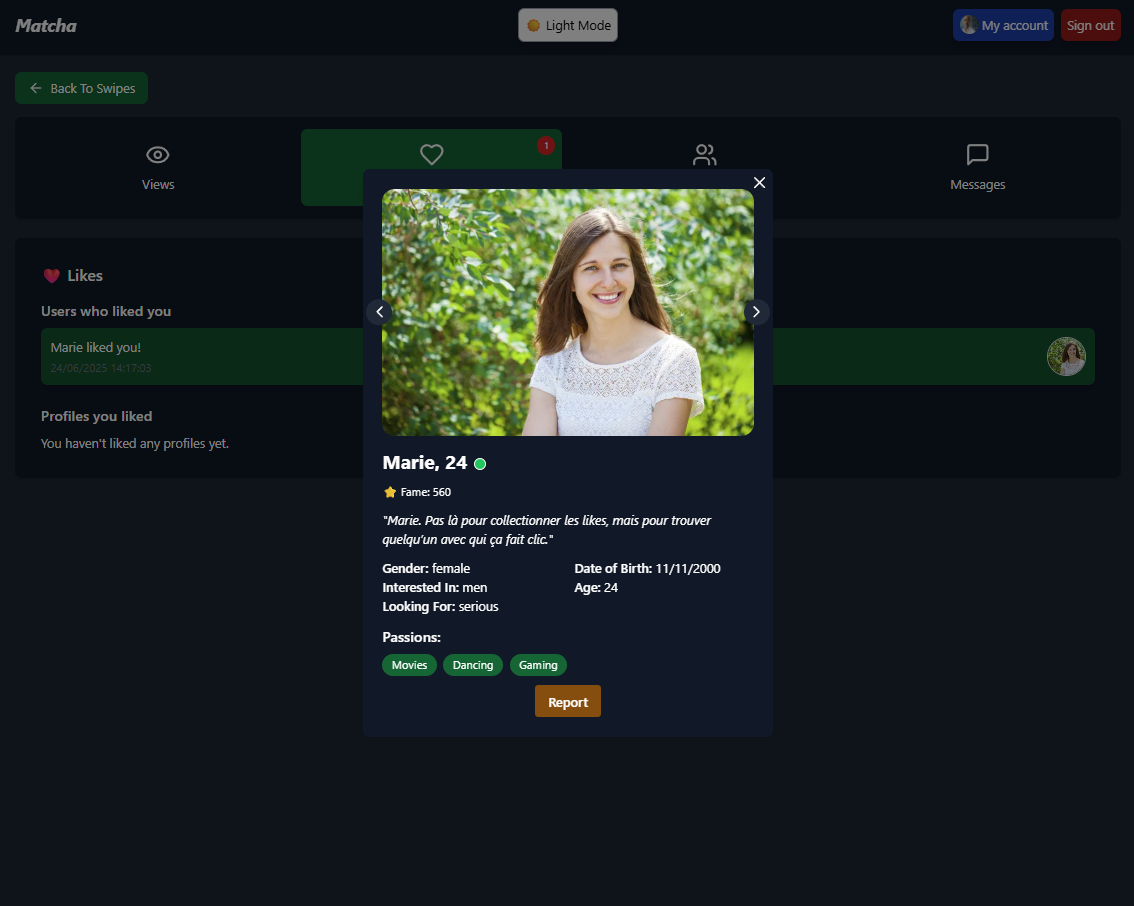 Matcha
Light Mode
My account
Sign out
Back To Swipes
1
Views
Messages
Likes
Users who liked you
Marie liked you!
24/06/2025 14:17:03
Profiles you liked
You haven't liked any profiles yet.
Marie, 24
Fame: 560
"Marie. Pas là pour collectionner les likes, mais pour trouver
quelqu'un avec qui ça fait clic."
Gender: female
Date of Birth: 11/11/2000
Interested In: men
Age: 24
Looking For: serious
Passions:
Movies
Dancing
Gaming
Report